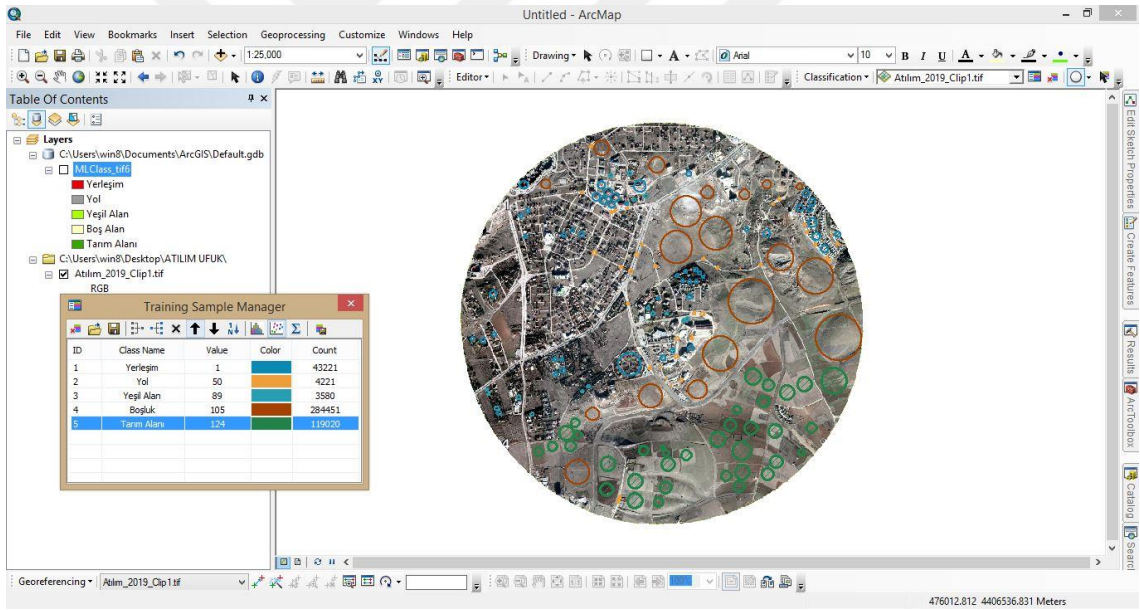 Untitled - ArcMap
File Edit View Bookmarks Insert Selection Geoprocessing Customize Windows Help
1:25,000 Drawing A Arial 10 B I U A
Editor Classification Atılım_2019_Clip1.tif
Table Of Contents
Layers
C:\Users\win8\Documents\ArcGIS\Default.gdb
MLClass_tif6
Yerleşim
Yol
Yeşil Alan
Boş Alan
Tarım Alanı
C:\Users\win8\Desktop\ATILIM UFUK\
Atılım_2019_Clip1.tif
RGB
Training Sample Manager
ID Class Name Value Color Count
1 Yerleşim 1 43221
2 Yol 50 4221
3 Yeşil Alan 89 3580
4 Boşluk 105 284451
5 Tarım Alanı 124 119020
Edit Sketch Properties
Create Features
Results
ArcToolbox
Catalog
Search
Georeferencing Atılım_2019_Clip1.tif 100%
476012.812 4406536.831 Meters